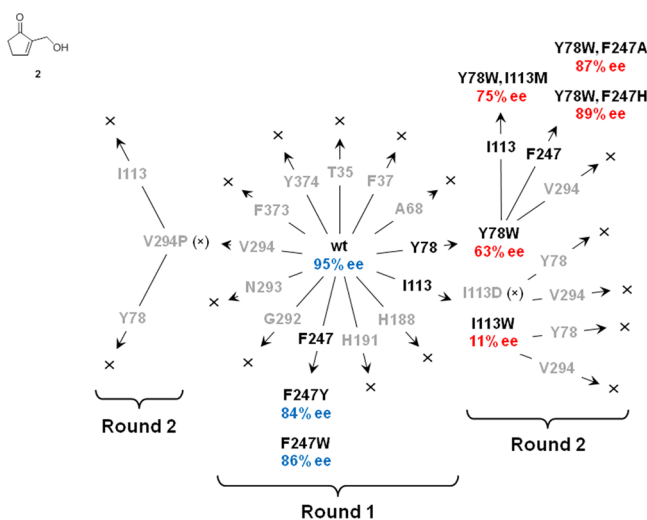 O
OH
2
Y78W, F247A
87% ee
Y78W, I113M
75% ee
Y78W, F247H
89% ee
×
×
×
×
I113
T35
I113
F247
×
Y374
F37
×
×
F373
A68
V294
V294P (×)
V294
wt
95% ee
Y78
Y78W
63% ee
×
Y78
N293
I113
I113D (×)
V294
×
×
Y78
G292
F247
H191
H188
I113W
11% ee
Y78
×
V294
×
×
×
×
×
F247Y
84% ee
F247W
86% ee
Round 2
Round 2
Round 1